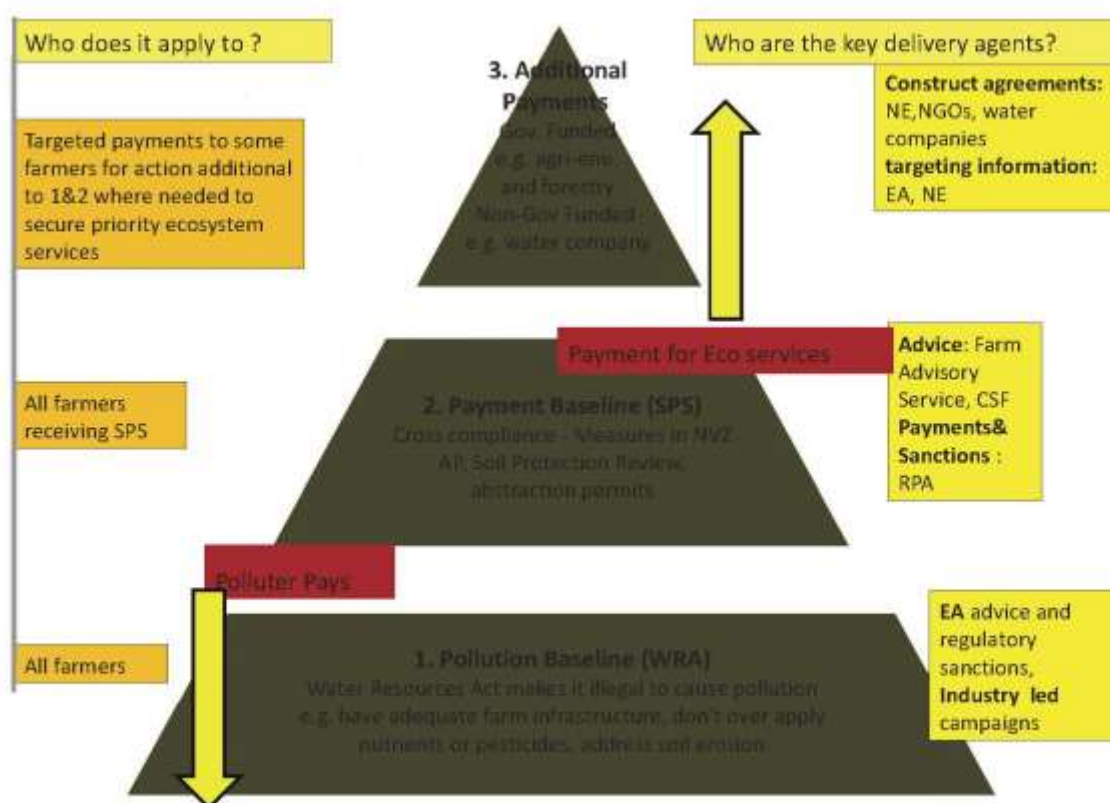 Who does it apply to ?
Targeted payments to some
farmers for action additional
to 1&2 where needed to
secure priority ecosystem
services
All farmers
receiving SPS
All farmers
3. Additional
Payments
Gov. Funded
e.g. agri-env.
and forestry
Non-Gov Funded
e.g. water company
Payment for Eco services
2. Payment Baseline (SPS)
Cross compliance - Measures in NVZ
AP, Soil Protection Review,
abstraction permits
Polluter Pays
1. Pollution Baseline (WRA)
Water Resources Act makes it illegal to cause pollution
e.g. have adequate farm infrastructure, don't over apply
nutrients or pesticides, address soil erosion
Who are the key delivery agents?
Construct agreements:
NE,NGOs, water
companies
targeting information:
EA, NE
Advice: Farm
Advisory
Service, CSF
Payments&
Sanctions :
RPA
EA advice and
regulatory
sanctions,
Industry led
campaigns